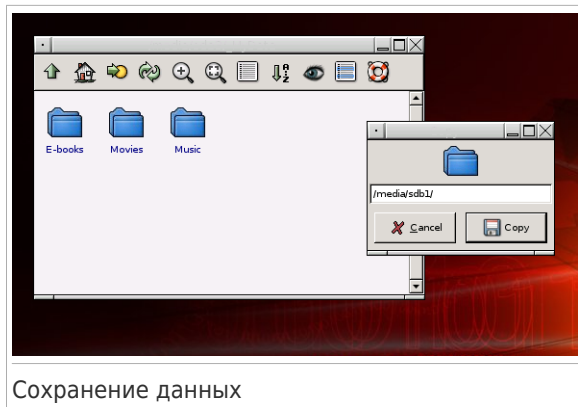 E-books Movies Music
/media/sdb1/
Cancel Copy
Сохранение данных